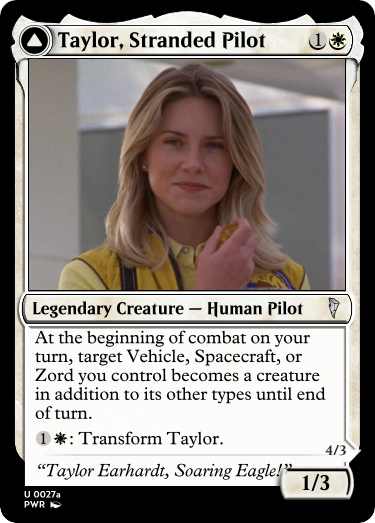 Taylor, Stranded Pilot 1
Legendary Creature — Human Pilot
At the beginning of combat on your
turn, target Vehicle, Spacecraft, or
Zord you control becomes a creature
in addition to its other types until end
of turn.
1: Transform Taylor.
4/3
“Taylor Earhardt, Soaring Eagle!”
1/3
U 0027a
PWR